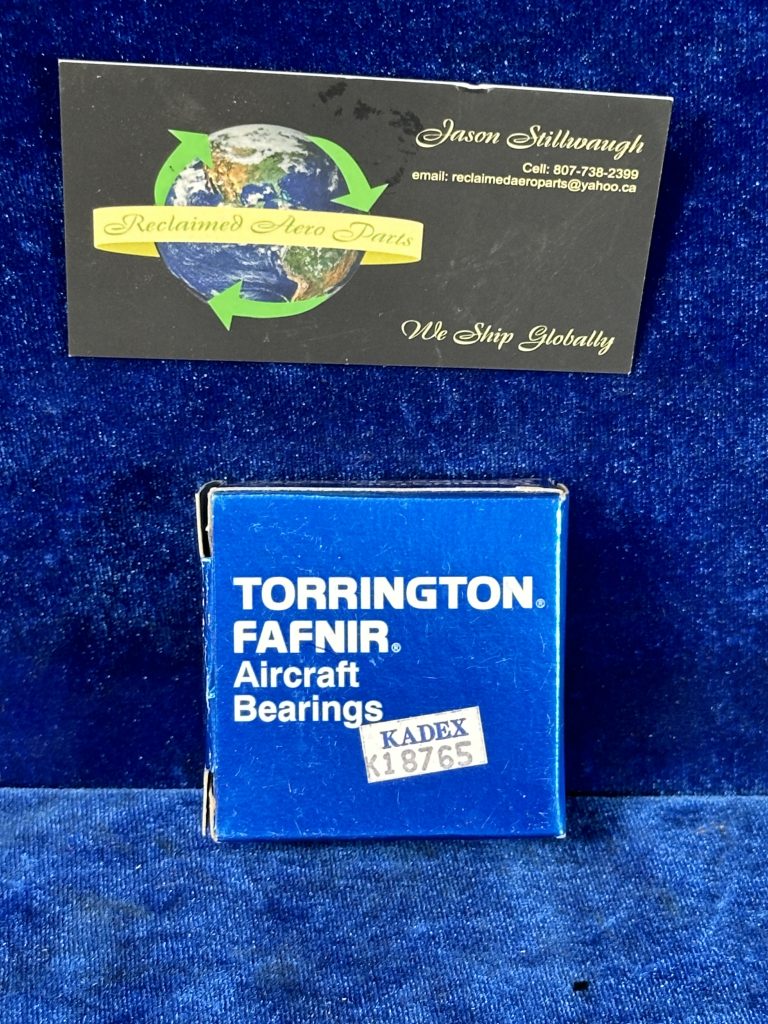 Jason Stillwaugh
Cell: 807-738-2399
email: reclaimedaeroparts@yahoo.ca
Reclaimed Aero Parts
We Ship Globally
TORRINGTON®
FAFNIR®
Aircraft
Bearings
KADEX
K18765